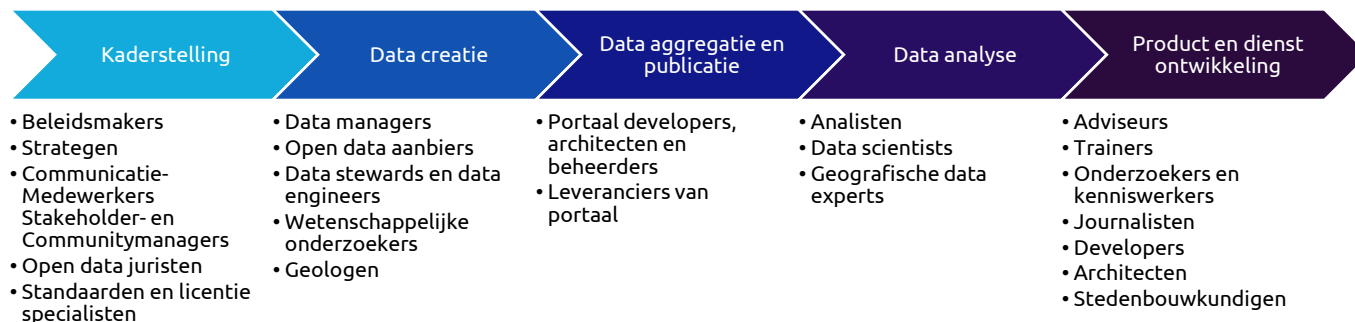 Kaderstelling
Data creatie
Data aggregatie en
publicatie
Data analyse
Product en dienst
ontwikkeling
• Beleidsmakers
• Strategen
• Communicatie-
Medewerkers
Stakeholder- en
Communitymanagers
• Open data juristen
• Standaarden en licentie
specialisten
• Data managers
• Open data aanbiers
• Data stewards en data
engineers
• Wetenschappelijke
onderzoekers
• Geologen
• Portaal developers,
architecten en
beheerders
• Leveranciers van
portaal
• Analisten
• Data scientists
• Geografische data
experts
• Adviseurs
• Trainers
• Onderzoekers en
kenniswerkers
• Journalisten
• Developers
• Architecten
• Stedenbouwkundigen